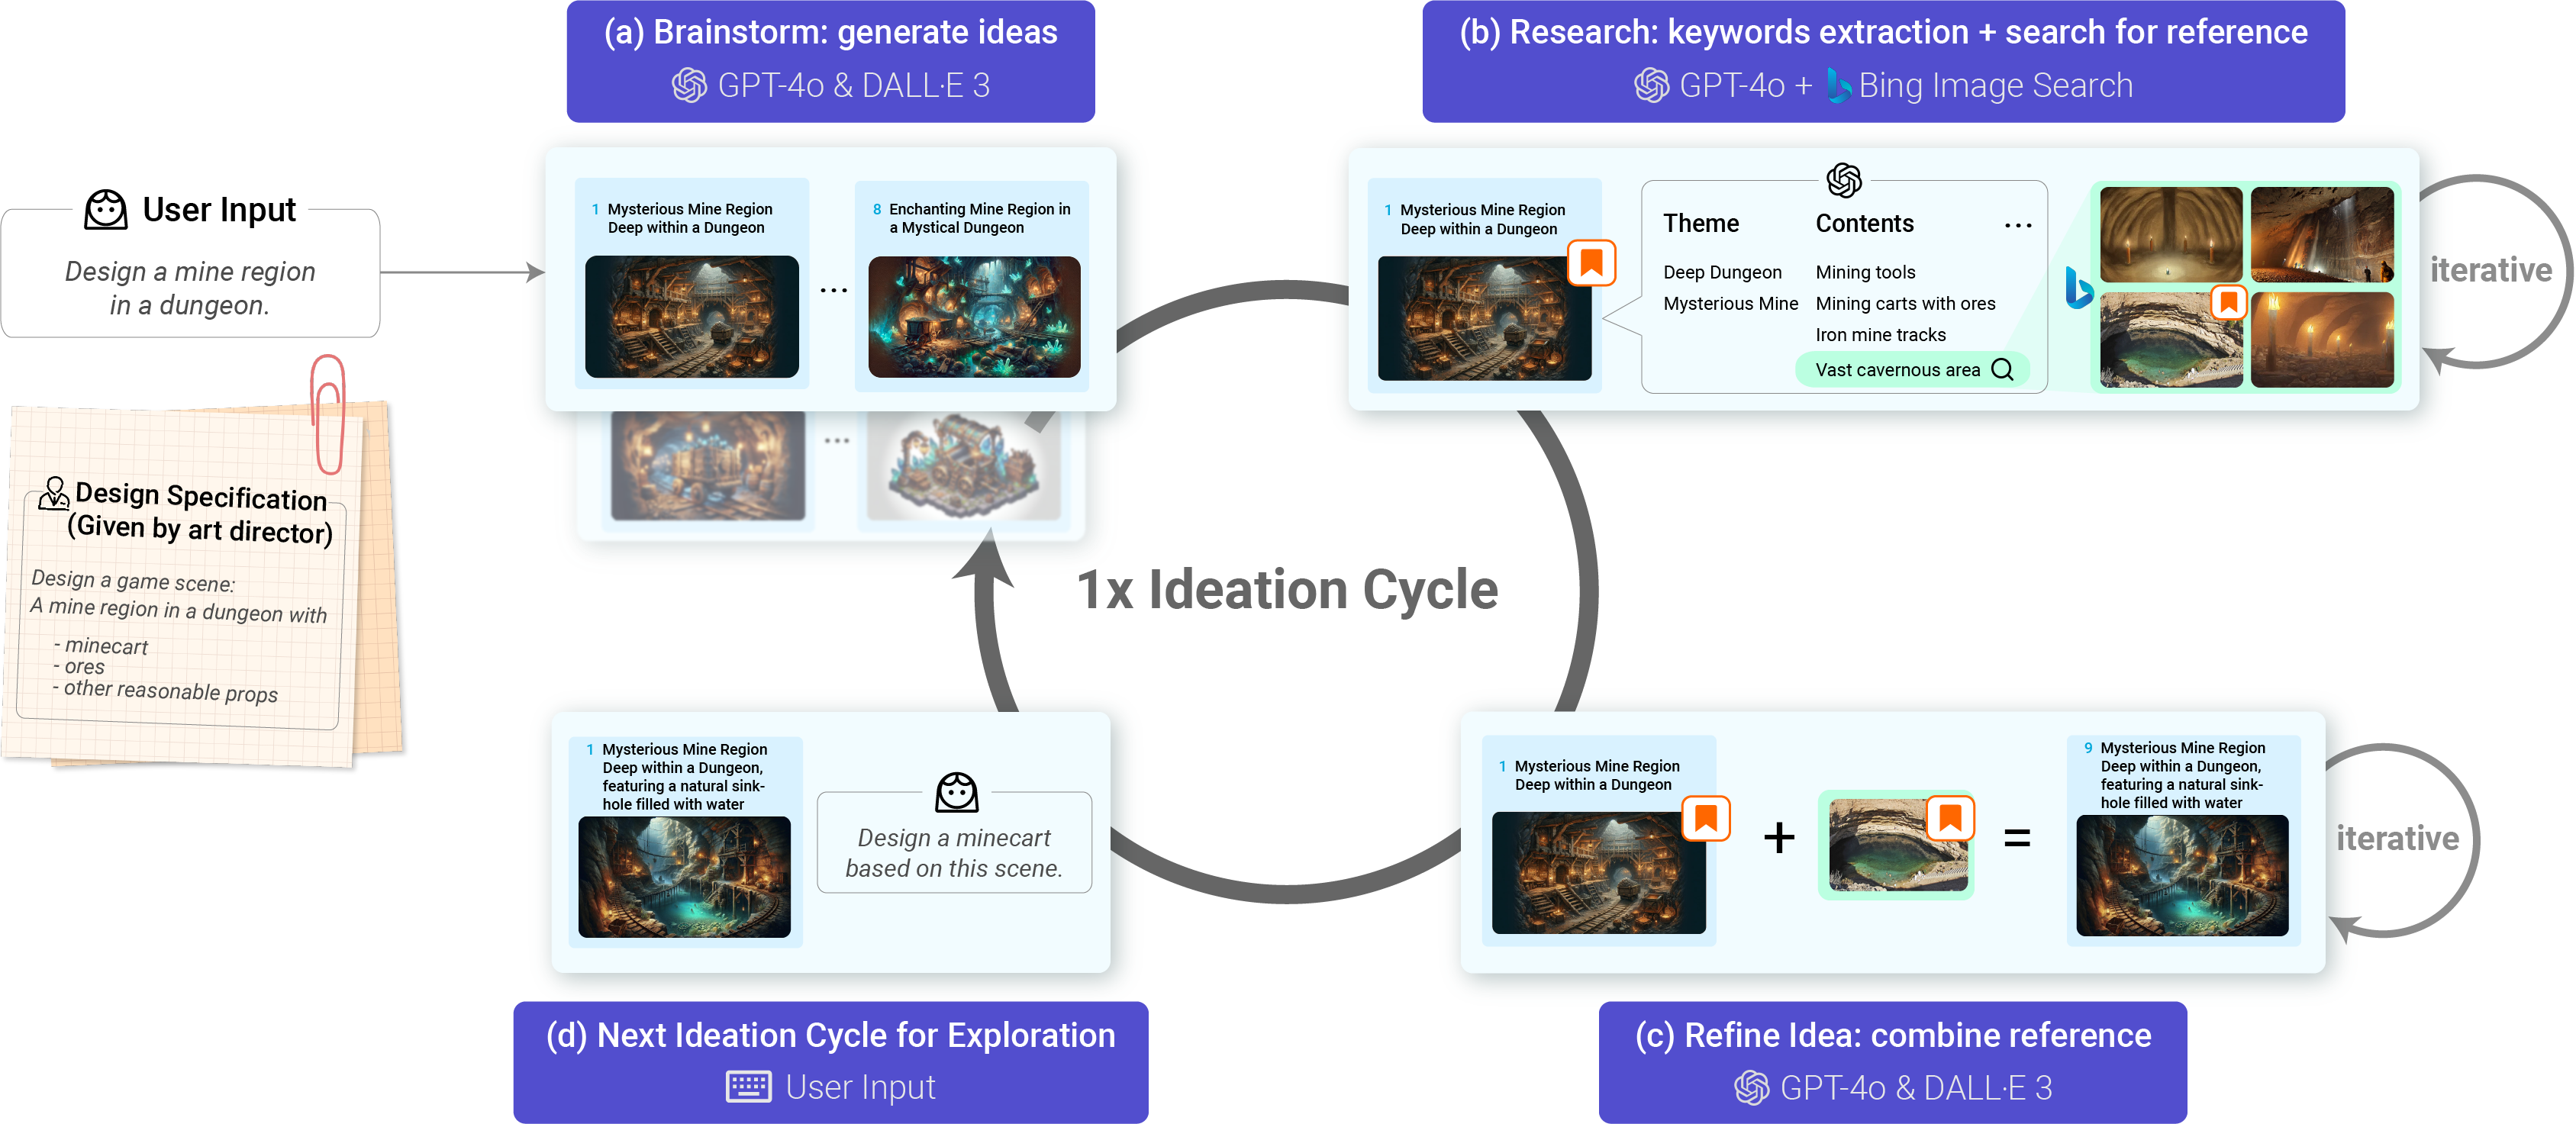 (a) Brainstorm: generate ideas
GPT-4o & DALL·E 3
(b) Research: keywords extraction + search for reference
GPT-4o + Bing Image Search
User Input
Design a mine region
in a dungeon.
1 Mysterious Mine Region
Deep within a Dungeon
...
8 Enchanting Mine Region in
a Mystical Dungeon
...
1 Mysterious Mine Region
Deep within a Dungeon
Theme
Deep Dungeon
Mysterious Mine
Contents
Mining tools
Mining carts with ores
Iron mine tracks
Vast cavernous area
...
iterative
Design Specification
(Given by art director)
Design a game scene:
A mine region in a dungeon with
- minecart
- ores
- other reasonable props
1x Ideation Cycle
1 Mysterious Mine Region
Deep within a Dungeon,
featuring a natural sink-
hole filled with water
Design a minecart
based on this scene.
1 Mysterious Mine Region
Deep within a Dungeon
+
=
9 Mysterious Mine Region
Deep within a Dungeon,
featuring a natural sink-
hole filled with water
iterative
(d) Next Ideation Cycle for Exploration
User Input
(c) Refine Idea: combine reference
GPT-4o & DALL·E 3